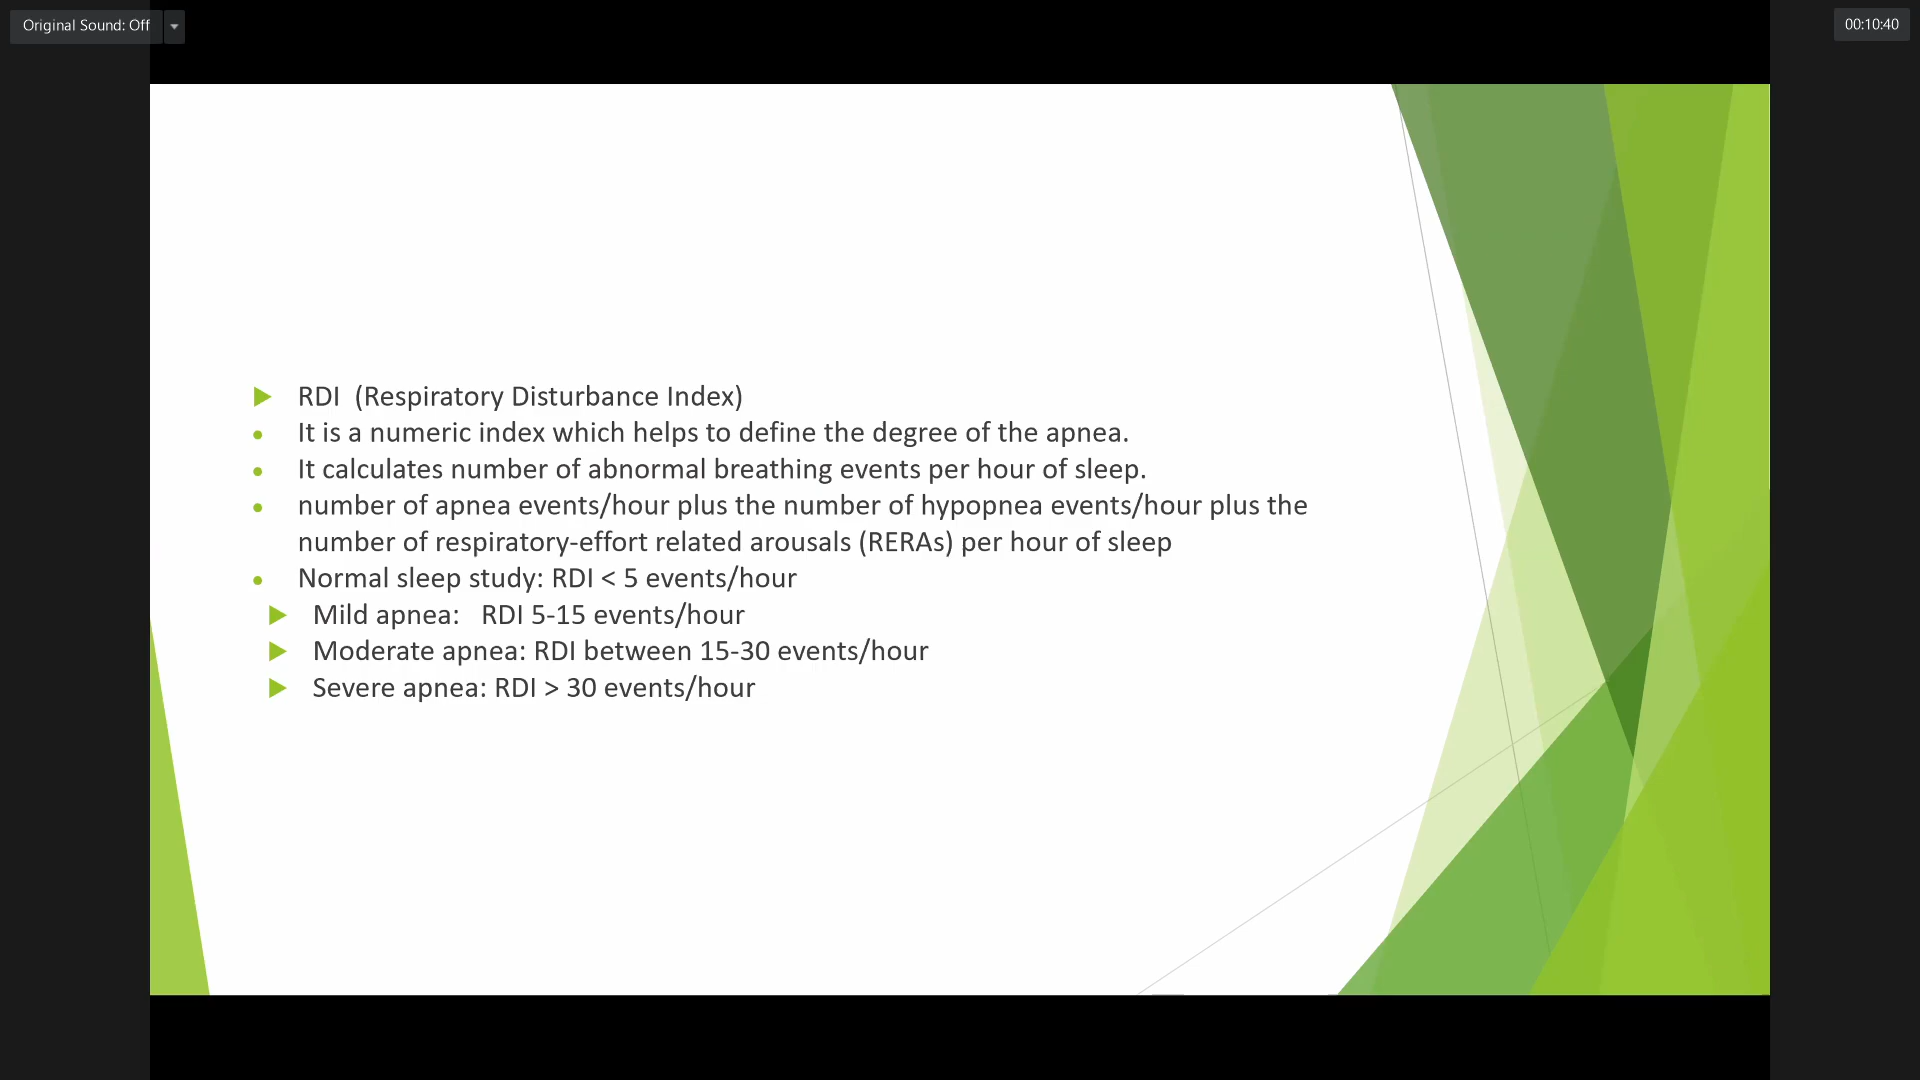 Original Sound: Off
00:10:40
RDI (Respiratory Disturbance Index)
It is a numeric index which helps to define the degree of the apnea.
It calculates number of abnormal breathing events per hour of sleep.
number of apnea events/hour plus the number of hypopnea events/hour plus the
number of respiratory-effort related arousals (RERAs) per hour of sleep
Normal sleep study: RDI < 5 events/hour
Mild apnea: RDI 5-15 events/hour
Moderate apnea: RDI between 15-30 events/hour
Severe apnea: RDI > 30 events/hour